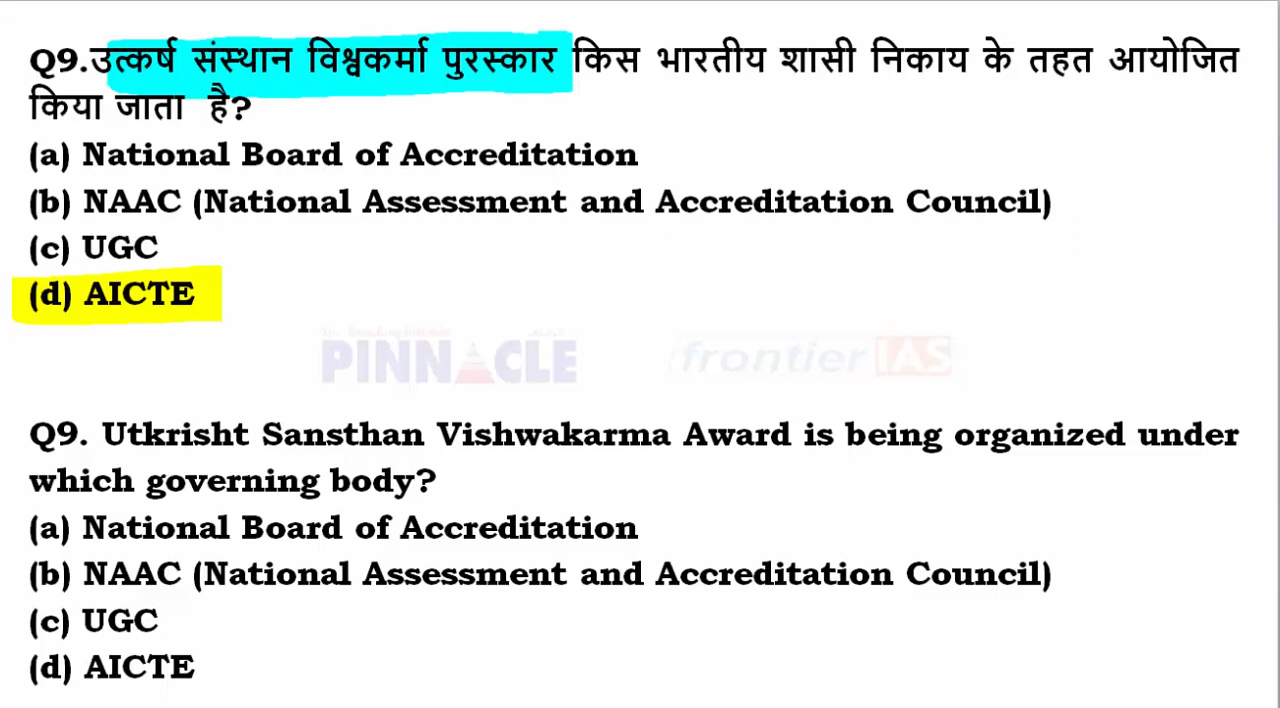 Q9.उत्कर्ष संस्थान विश्वकर्मा पुरस्कार किस भारतीय शासी निकाय के तहत आयोजित
किया जाता है?
(a) National Board of Accreditation
(b) NAAC (National Assessment and Accreditation Council)
(c) UGC
(d) AICTE
PINNACLE frontier IAS
Q9. Utkrisht Sansthan Vishwakarma Award is being organized under
which governing body?
(a) National Board of Accreditation
(b) NAAC (National Assessment and Accreditation Council)
(c) UGC
(d) AICTE